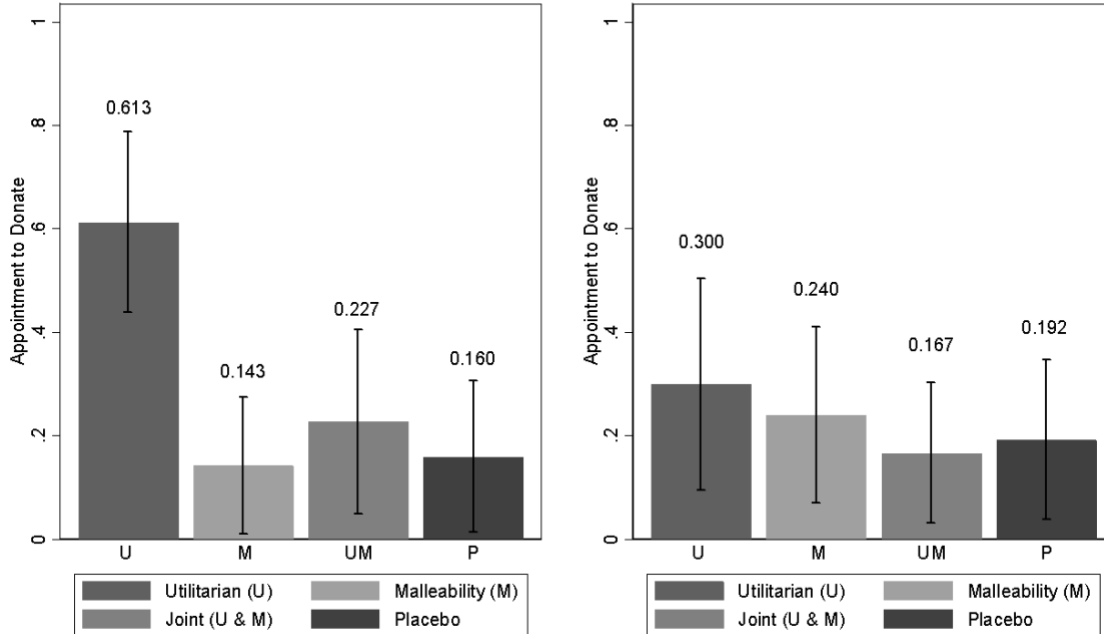 1
.8
.6
.4
.2
0
Appointment to Donate
0.613
0.143
0.227
0.160
U M UM P
Utilitarian (U) Malleability (M)
Joint (U & M) Placebo
1
.8
.6
.4
.2
0
Appointment to Donate
0.300
0.240
0.167
0.192
U M UM P
Utilitarian (U) Malleability (M)
Joint (U & M) Placebo